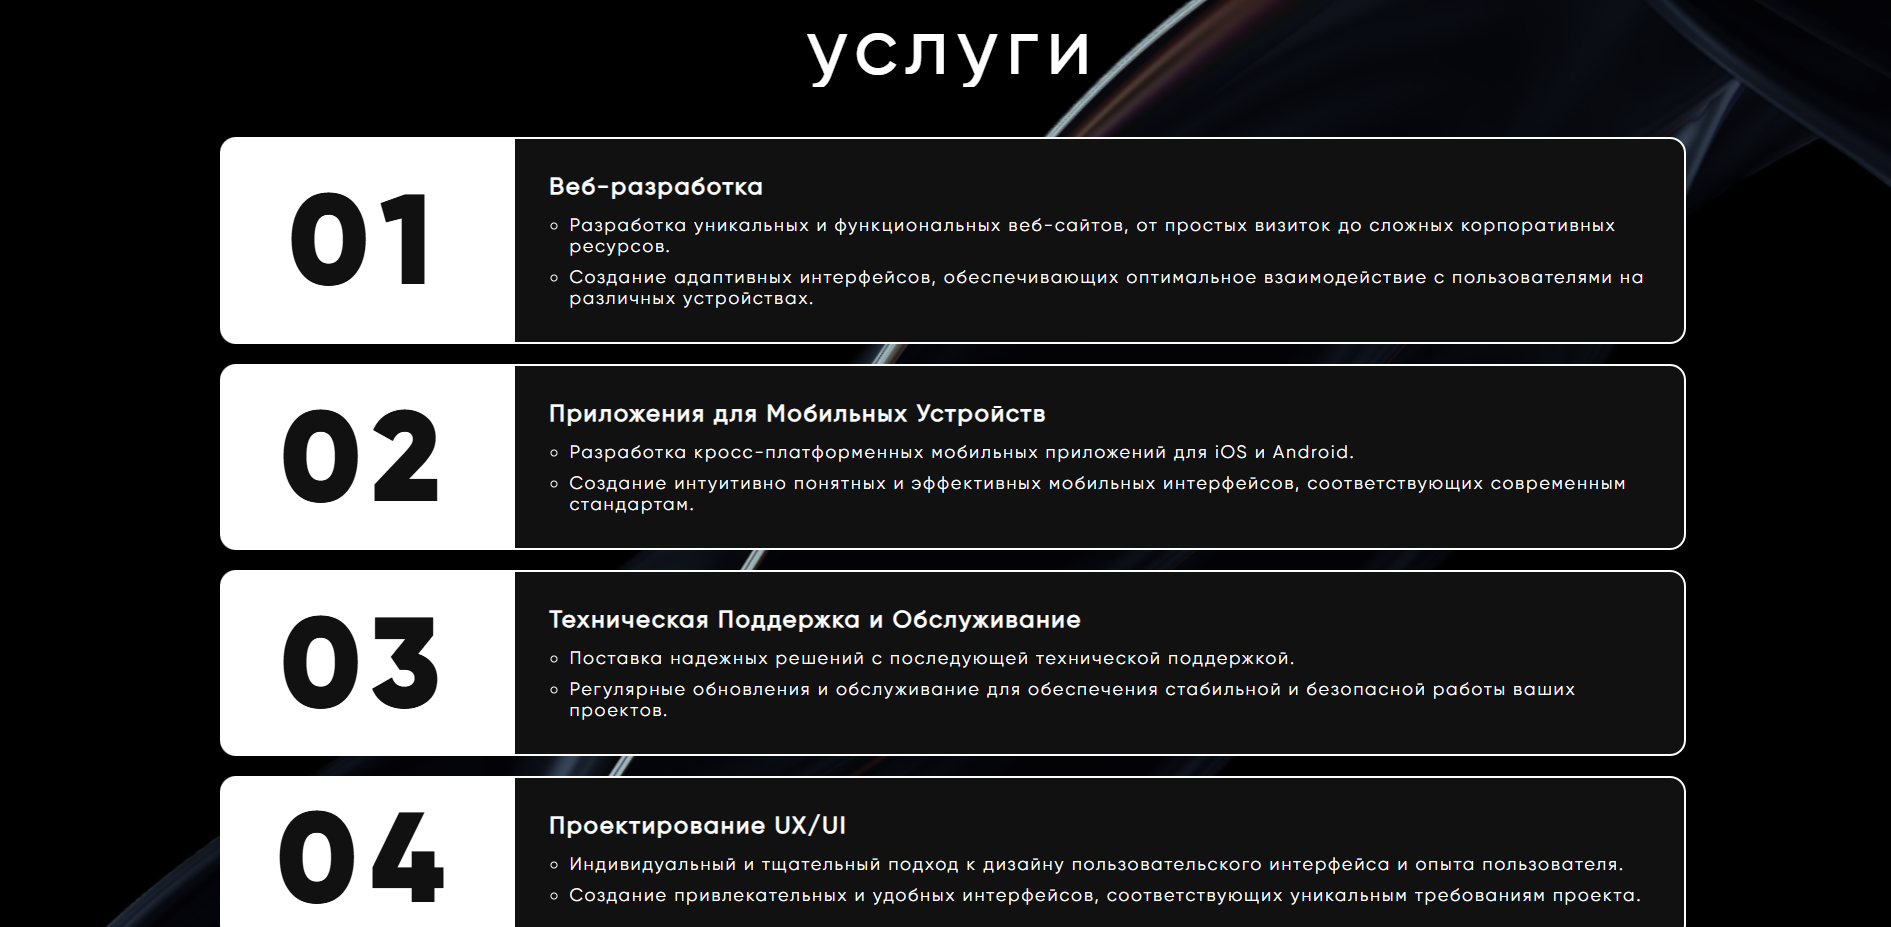 услуги
01
Веб-разработка
Разработка уникальных и функциональных веб-сайтов, от простых визиток до сложных корпоративных
ресурсов.
Создание адаптивных интерфейсов, обеспечивающих оптимальное взаимодействие с пользователями на
различных устройствах.
02
Приложения для Мобильных Устройств
Разработка кросс-платформенных мобильных приложений для iOS и Android.
Создание интуитивно понятных и эффективных мобильных интерфейсов, соответствующих современным
стандартам.
03
Техническая Поддержка и Обслуживание
Поставка надежных решений с последующей технической поддержкой.
Регулярные обновления и обслуживание для обеспечения стабильной и безопасной работы ваших
проектов.
04
Проектирование UX/UI
Индивидуальный и тщательный подход к дизайну пользовательского интерфейса и опыта пользователя.
Создание привлекательных и удобных интерфейсов, соответствующих уникальным требованиям проекта.